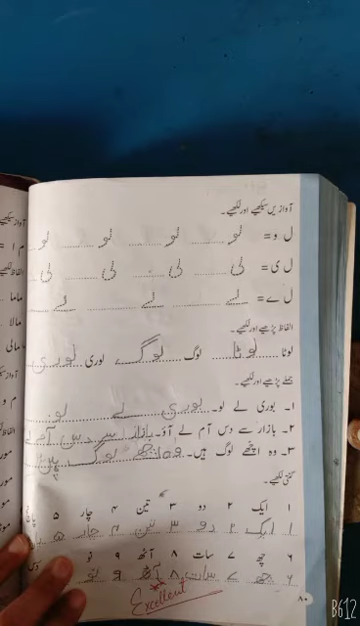 آوازیں سیکھیے اور لکھیے۔
ل و = لو لو لو لو
ل ی = لی لی لی لی
ل ے = لے لے لے
الفاظ پڑھیے اور لکھیے۔
لوٹا لوٹا لوگ لوگ لوری لوری
جملے پڑھیے اور لکھیے۔
۱۔ بوری لے لو۔ بوری لے لو
۲۔ بازار سے دس آم لے آؤ۔ بازار سے دس آم لے
۳۔ وہ اچھے لوگ ہیں۔ وہ اچھے لوگ ہیں
گنتی لکھیے۔
۱ ایک ۲ دو ۳ تین ۴ چار ۵
۱ ایک ۲ دو ۳ تین ۴ چار ۵
۶ چھ ۷ سات ۸ آٹھ ۹ نو
۶ چھ ۷ سات ۸ آٹھ ۹ نو
Excellent
۸۰
B612